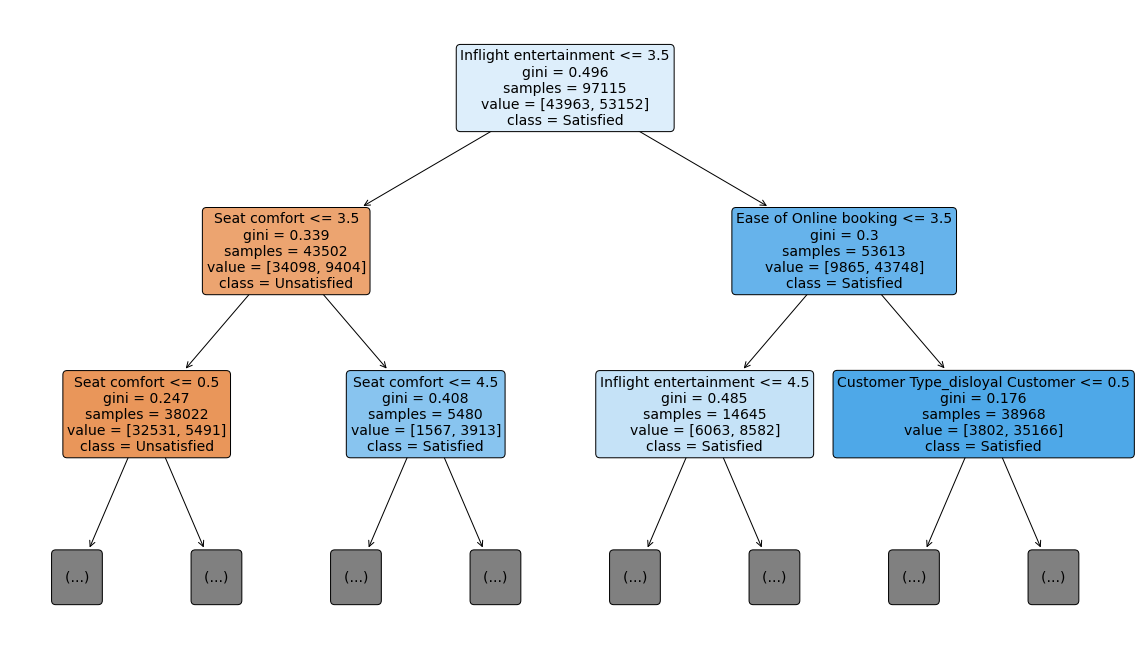 Inflight entertainment <= 3.5
gini = 0.496
samples = 97115
value = [43963, 53152]
class = Satisfied
Seat comfort <= 3.5
gini = 0.339
samples = 43502
value = [34098, 9404]
class = Unsatisfied
Ease of Online booking <= 3.5
gini = 0.3
samples = 53613
value = [9865, 43748]
class = Satisfied
Seat comfort <= 0.5
gini = 0.247
samples = 38022
value = [32531, 5491]
class = Unsatisfied
Seat comfort <= 4.5
gini = 0.408
samples = 5480
value = [1567, 3913]
class = Satisfied
Inflight entertainment <= 4.5
gini = 0.485
samples = 14645
value = [6063, 8582]
class = Satisfied
Customer Type_disloyal Customer <= 0.5
gini = 0.176
samples = 38968
value = [3802, 35166]
class = Satisfied
(...)
(...)
(...)
(...)
(...)
(...)
(...)
(...)